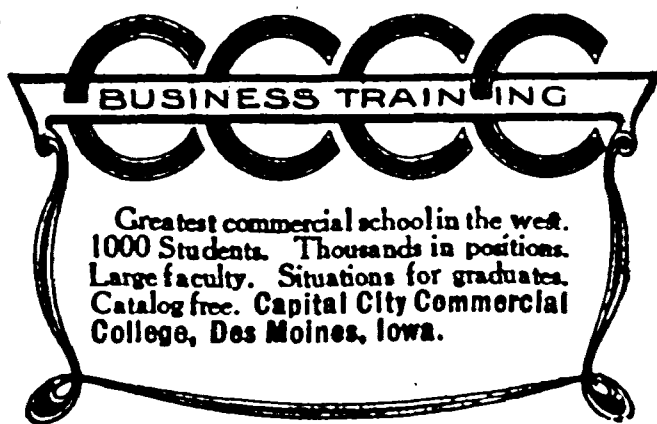 CCCC
BUSINESS TRAINING
Greatest commercial school in the west.
1000 Students. Thousands in positions.
Large faculty. Situations for graduates.
Catalog free. Capital City Commercial
College, Des Moines, Iowa.